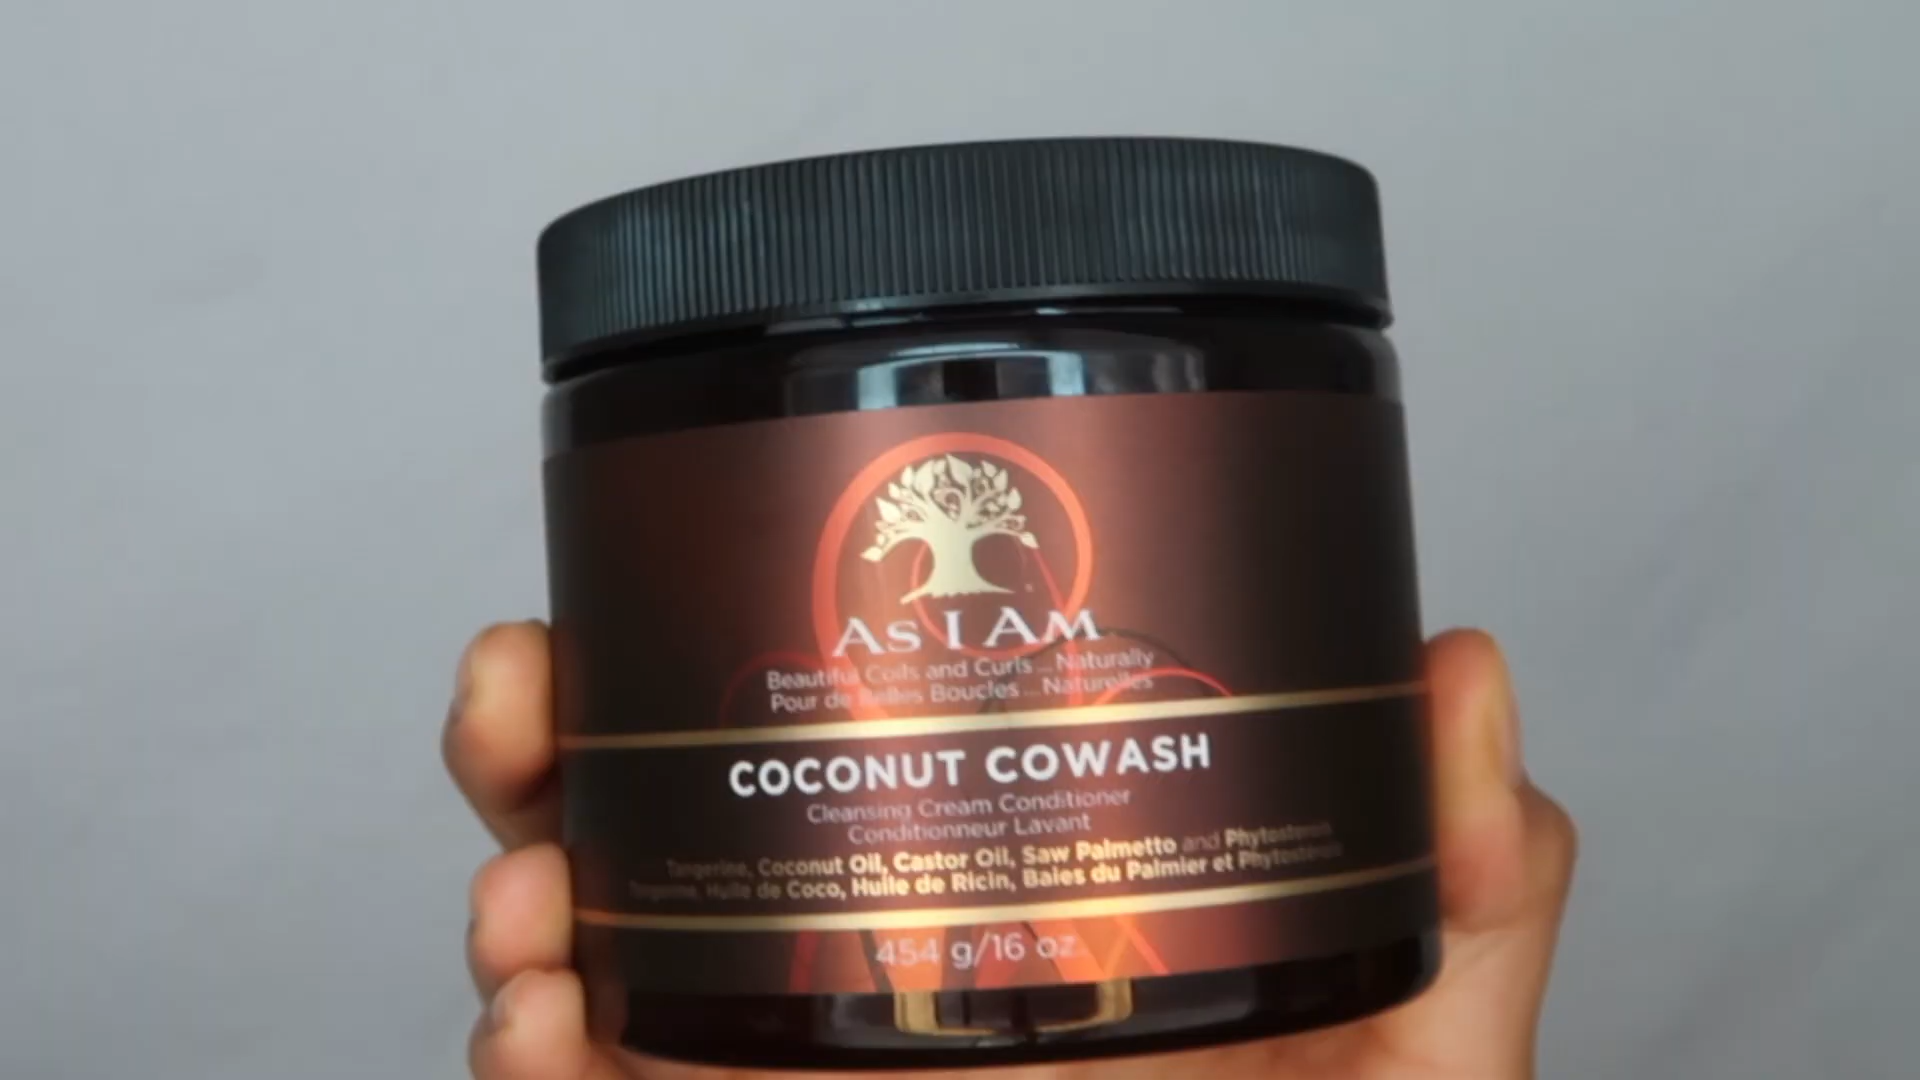 As I Am
Beautiful Coils and Curls... Naturally
Pour de Belles Boucles... Naturelles
COCONUT COWASH
Cleansing Cream Conditioner
Conditionneur Lavant
Tangerine, Coconut Oil, Castor Oil, Saw Palmetto and Phytosterols
Tangerine, Huile de Coco, Huile de Ricin, Baies du Palmier et Phytosterols
454 g/16 oz.